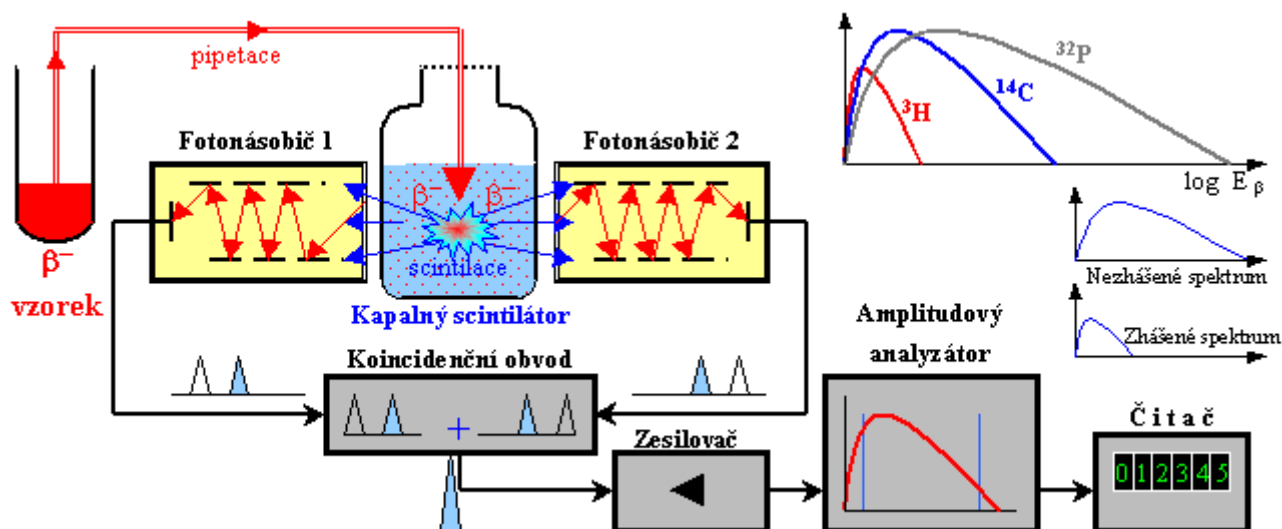 pipetace
β⁻
vzorek
Fotonásobič 1
Fotonásobič 2
β⁻
β⁻
scintilace
Kapalný scintilátor
Koincidenční obvod
+
Zesilovač
Amplitudový
analyzátor
Čitač
012345
³H
¹⁴C
³²P
log E β
Nezhášené spektrum
Zhášené spektrum